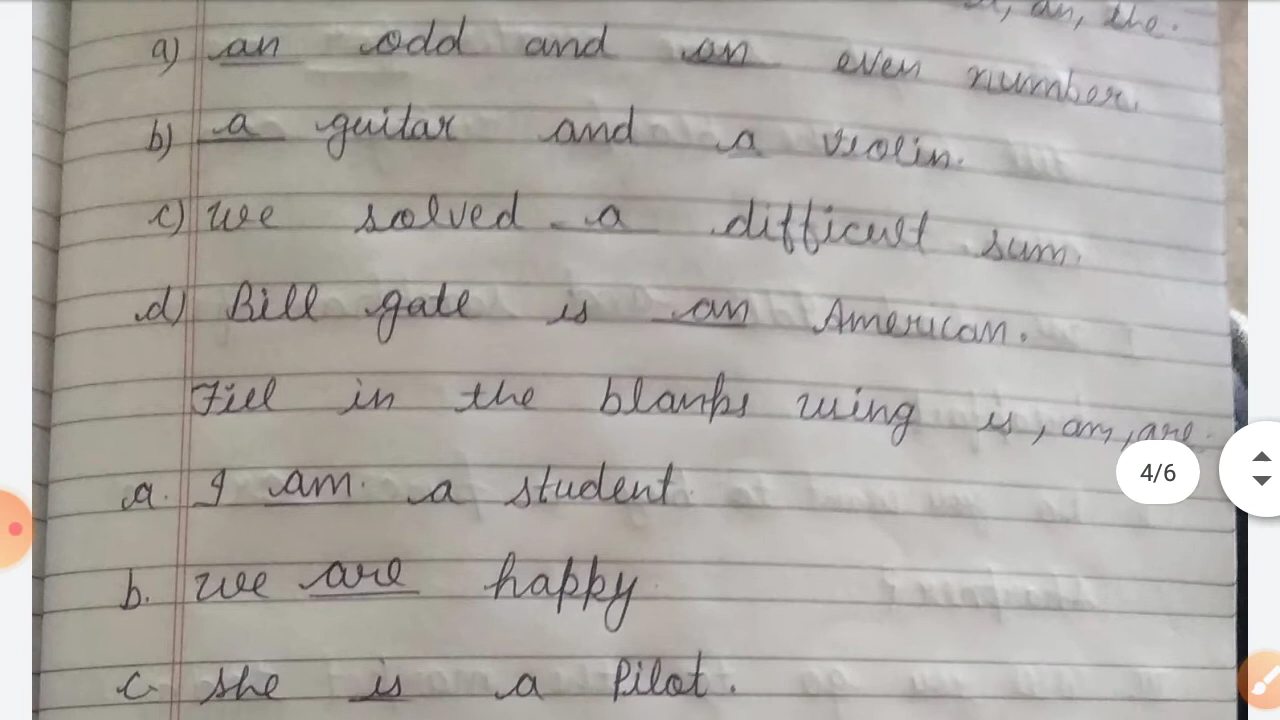 a, an, the.
a) an odd and an even number.
b) a guitar and a violin.
c) we solved a difficult sum.
d) Bill gate is an American.
Fill in the blanks using is, am, are.
4/6
a. I am a student.
b. we are happy.
c. she is a Pilot.